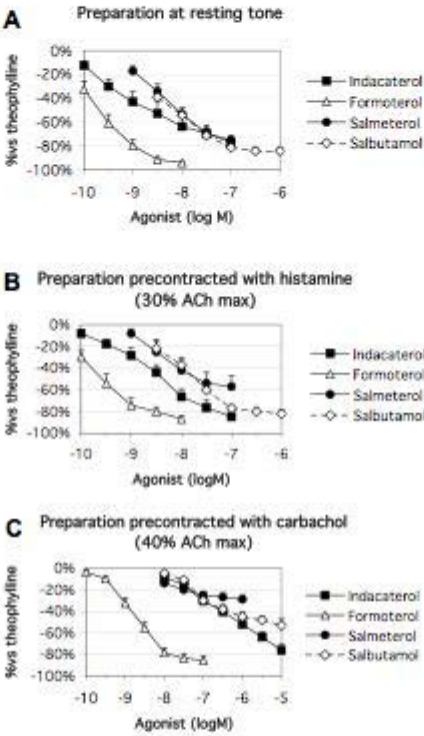 A Preparation at resting tone
%vs theophylline
0%
-20%
-40%
-60%
-80%
-100%
-10 -9 -8 -7 -6
Agonist (log M)
Indacaterol
Formoterol
Salmeterol
Salbutamol
B Preparation precontracted with histamine
(30% ACh max)
%vs theophylline
0%
-20%
-40%
-60%
-80%
-100%
-10 -9 -8 -7 -6
Agonist (logM)
Indacaterol
Formoterol
Salmeterol
Salbutamol
C Preparation precontracted with carbachol
(40% ACh max)
%vs theophylline
0%
-20%
-40%
-60%
-80%
-100%
-10 -9 -8 -7 -6 -5
Agonist (logM)
Indacaterol
Formoterol
Salmeterol
Salbutamol